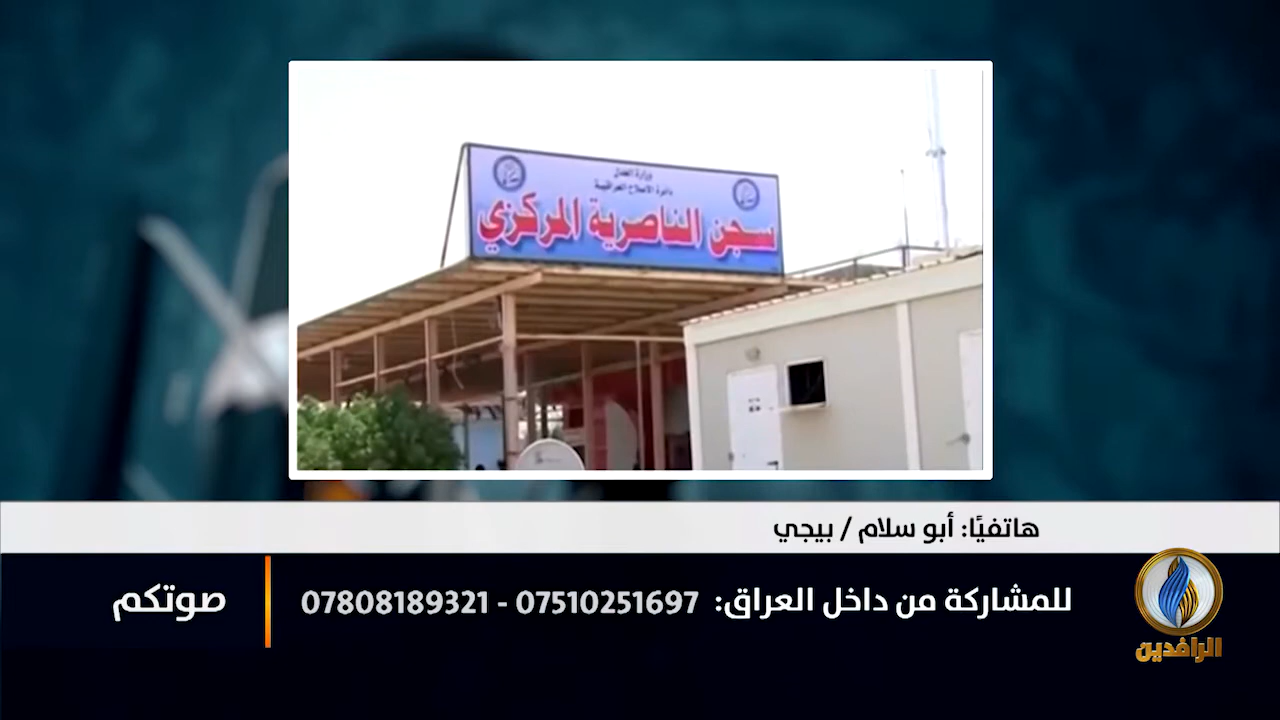 وزارة العدل
دائرة الاصلاح العراقية
سجن الناصرية المركزي
هاتفيًا: أبو سلام / بيجي
للمشاركة من داخل العراق: 07510251697 - 07808189321
صوتكم
الرافدين